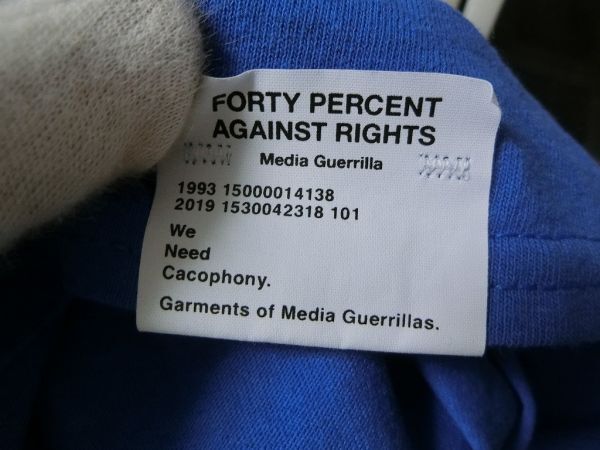 FORTY PERCENT
AGAINST RIGHTS
Media Guerrilla
1993 15000014138
2019 1530042318 101
We
Need
Cacophony.
Garments of Media Guerrillas.